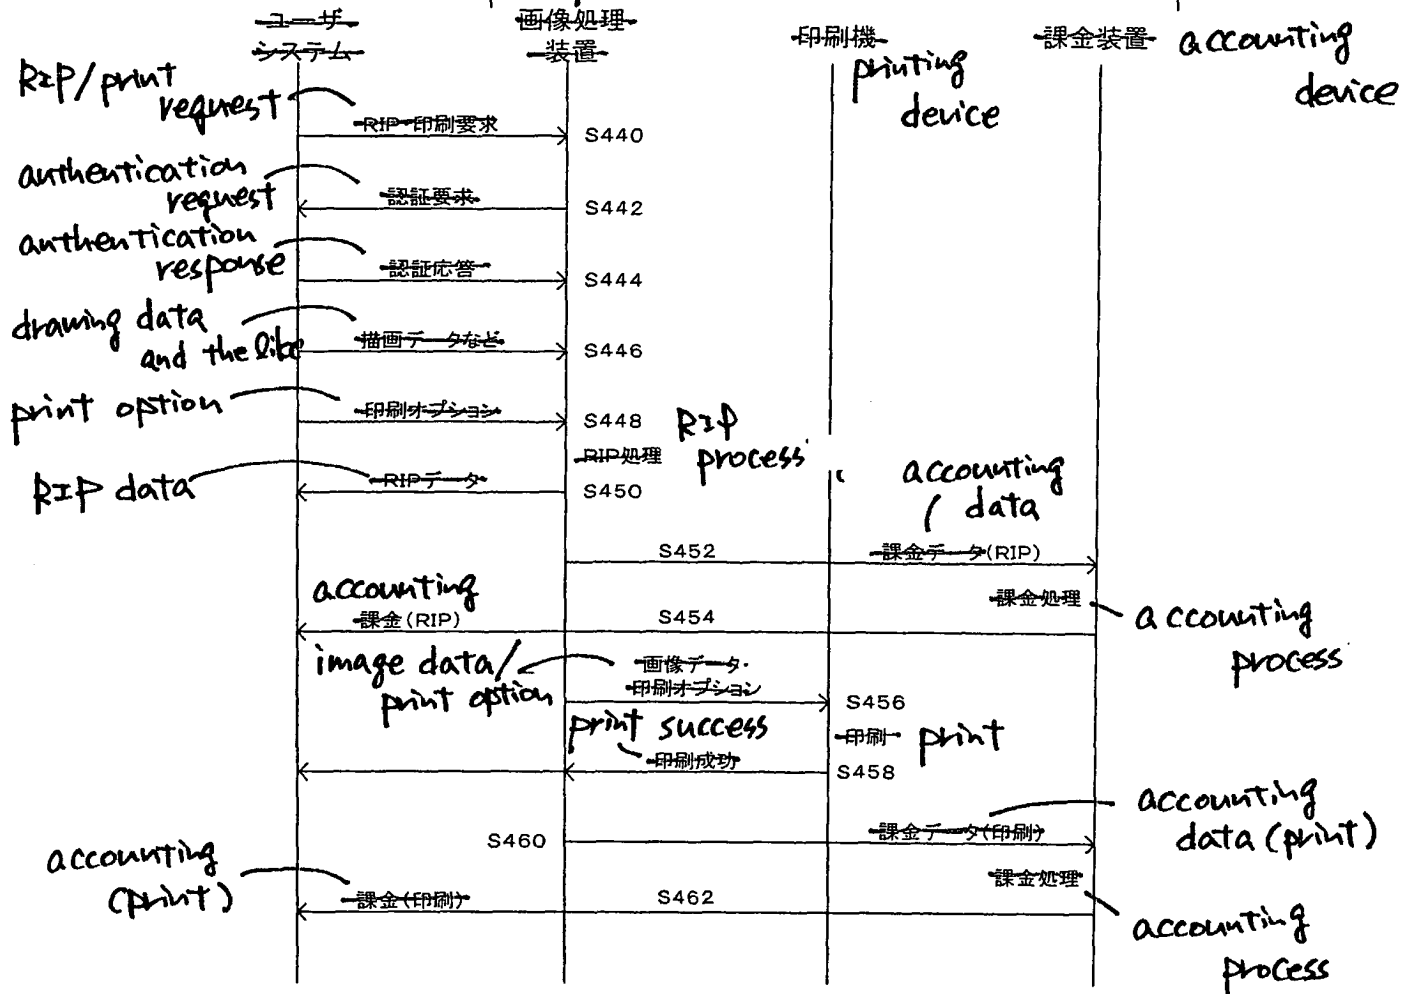 ユーザ
システム
画像処理
装置
印刷機
課金装置
accounting
device
printing
device
RIP/print
request
RIP・印刷要求
S440
authentication
request
認証要求
S442
authentication
response
認証応答
S444
drawing data
and the like
描画データなど
S446
print option
印刷オプション
S448
RIP処理
RIP
process
RIP data
RIPデータ
S450
accounting
data
S452
課金データ(RIP)
accounting
課金(RIP)
S454
課金処理
accounting
process
image data/
print option
画像データ・
印刷オプション
S456
print success
印刷成功
印刷
print
S458
accounting
data (print)
S460
課金データ(印刷)
accounting
(print)
課金(印刷)
S462
課金処理
accounting
process